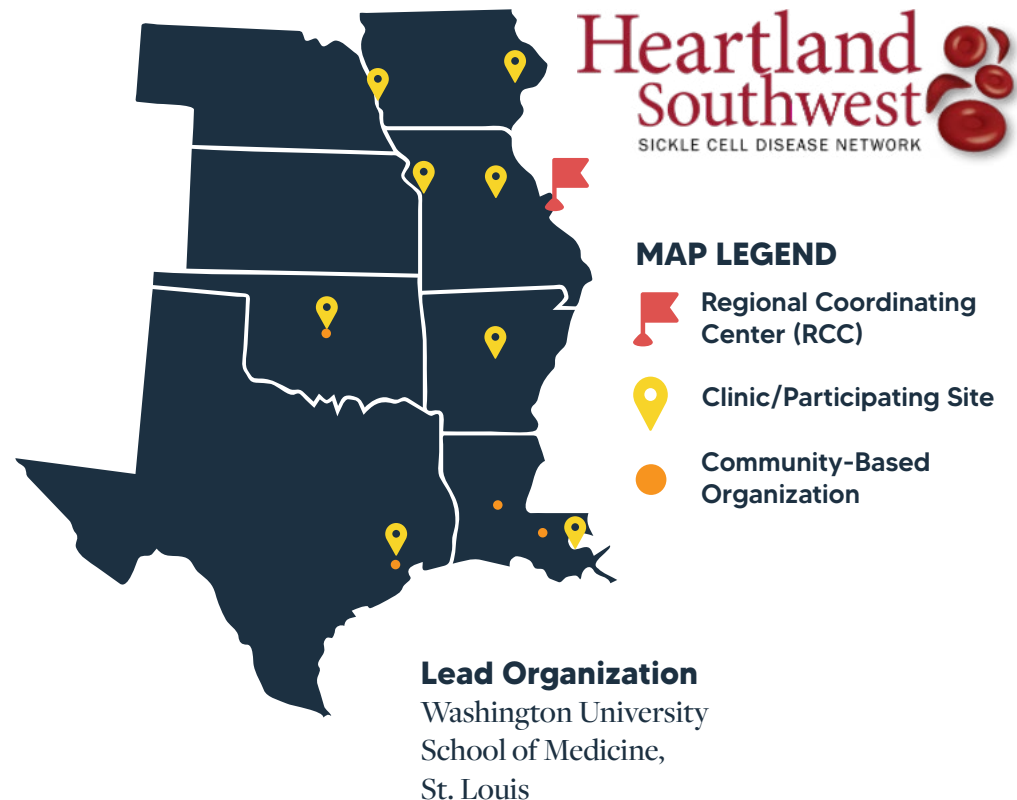 Heartland
Southwest
SICKLE CELL DISEASE NETWORK
MAP LEGEND
Regional Coordinating
Center (RCC)
Clinic/Participating Site
Community-Based
Organization
Lead Organization
Washington University
School of Medicine,
St. Louis